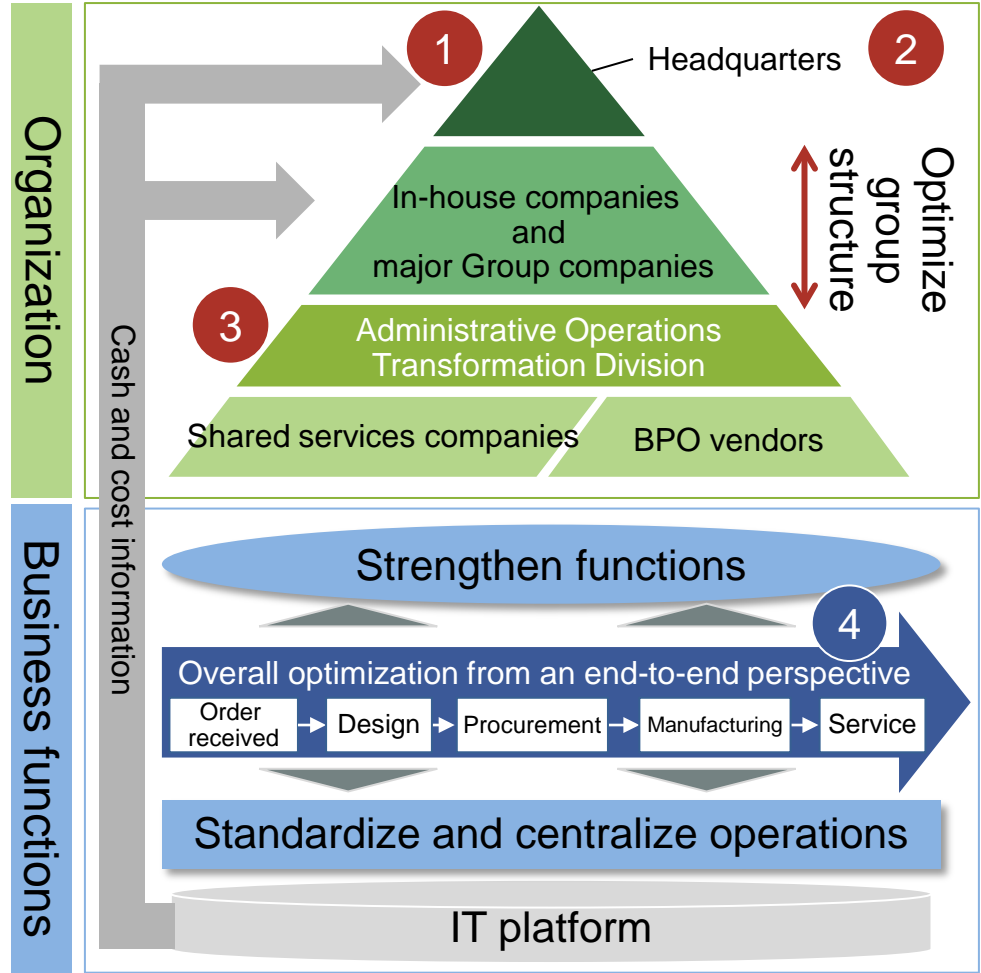 Organization
1
Headquarters
2
In-house companies
and
major Group companies
Optimize
group
structure
3
Administrative Operations
Transformation Division
Shared services companies
BPO vendors
Cash and cost information
Business functions
Strengthen functions
4
Overall optimization from an end-to-end perspective
Order
received
Design
Procurement
Manufacturing
Service
Standardize and centralize operations
IT platform